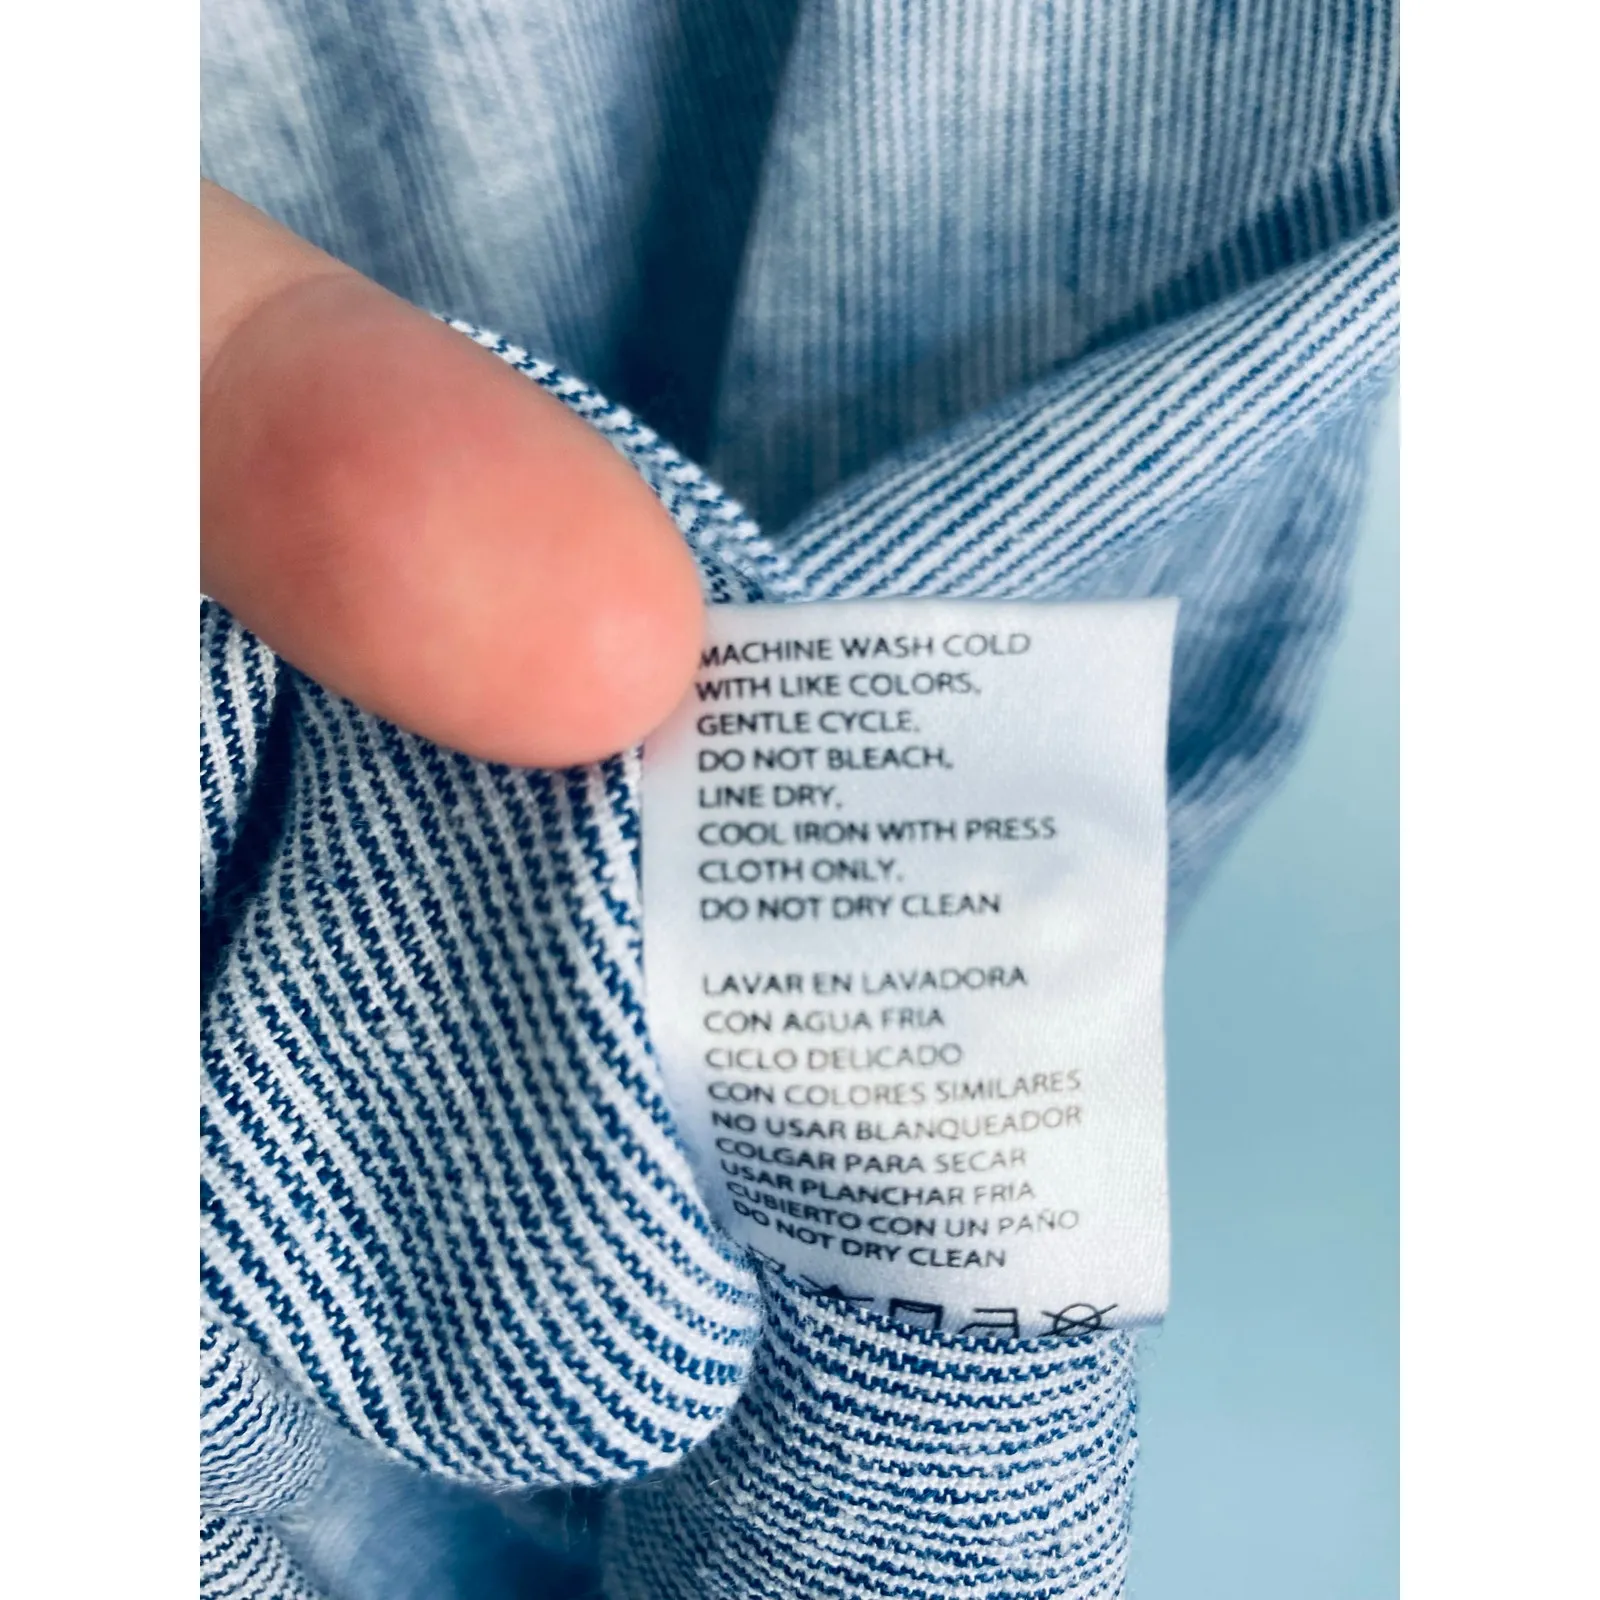 MACHINE WASH COLD
WITH LIKE COLORS,
GENTLE CYCLE,
DO NOT BLEACH,
LINE DRY,
COOL IRON WITH PRESS
CLOTH ONLY,
DO NOT DRY CLEAN
LAVAR EN LAVADORA
CON AGUA FRIA
CICLO DELICADO
CON COLORES SIMILARES
NO USAR BLANQUEADOR
COLGAR PARA SECAR
USAR PLANCHAR FRIA
CUBIERTO CON UN PAÑO
DO NOT DRY CLEAN